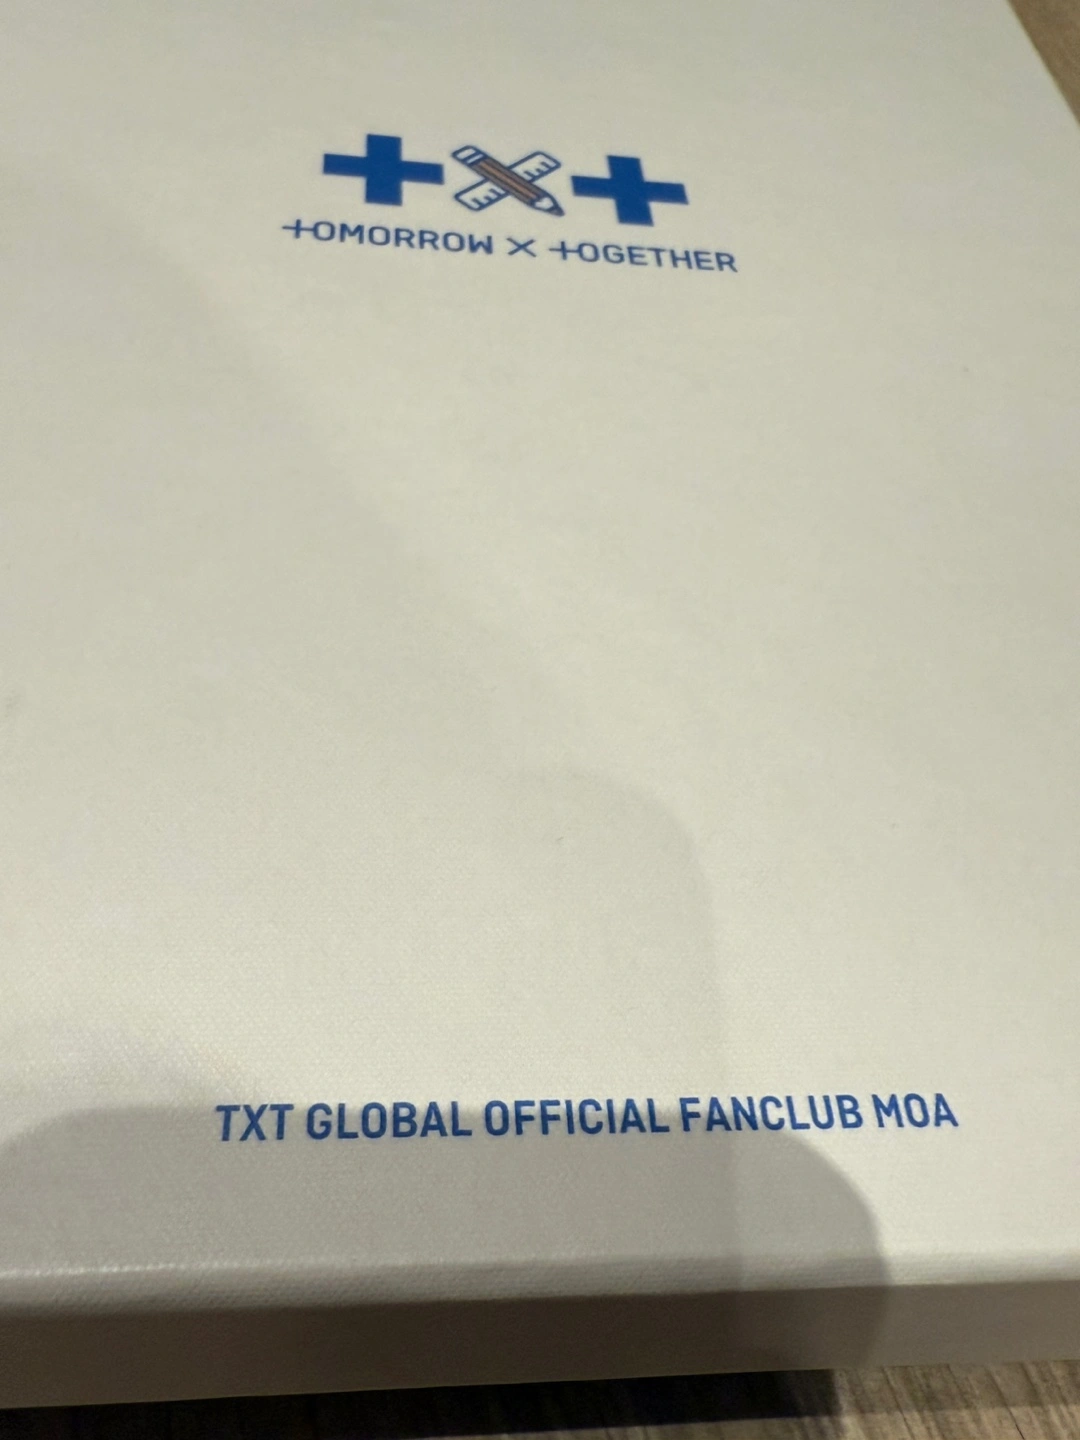 +x+
+OMORROW X +OGETHER
TXT GLOBAL OFFICIAL FANCLUB MOA